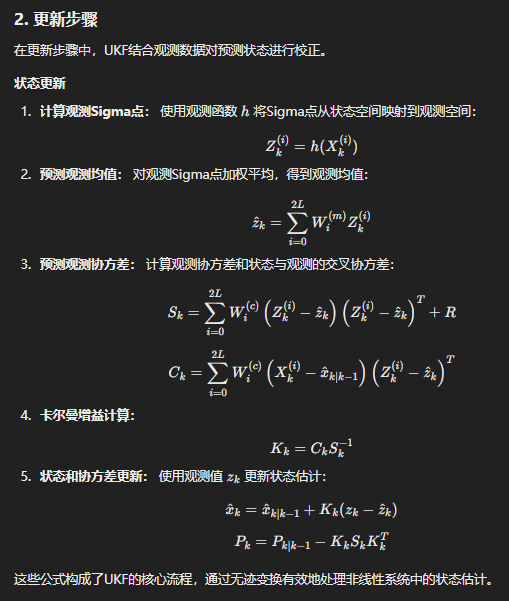 2. 更新步骤
在更新步骤中，UKF结合观测数据对预测状态进行校正。
状态更新
1. 计算观测Sigma点： 使用观测函数 h 将Sigma点从状态空间映射到观测空间：
Z_k^{(i)} = h(X_k^{(i)})
2. 预测观测均值： 对观测Sigma点加权平均，得到观测均值：
\hat{z}_k = \sum_{i=0}^{2L} W_i^{(m)} Z_k^{(i)}
3. 预测观测协方差： 计算观测协方差和状态与观测的交叉协方差：
S_k = \sum_{i=0}^{2L} W_i^{(c)} (Z_k^{(i)} - \hat{z}_k) (Z_k^{(i)} - \hat{z}_k)^T + R
C_k = \sum_{i=0}^{2L} W_i^{(c)} (X_k^{(i)} - \hat{x}_{k|k-1}) (Z_k^{(i)} - \hat{z}_k)^T
4. 卡尔曼增益计算：
K_k = C_k S_k^{-1}
5. 状态和协方差更新： 使用观测值 z_k 更新状态估计：
\hat{x}_k = \hat{x}_{k|k-1} + K_k(z_k - \hat{z}_k)
P_k = P_{k|k-1} - K_k S_k K_k^T
这些公式构成了UKF的核心流程，通过无迹变换有效地处理非线性系统中的状态估计。